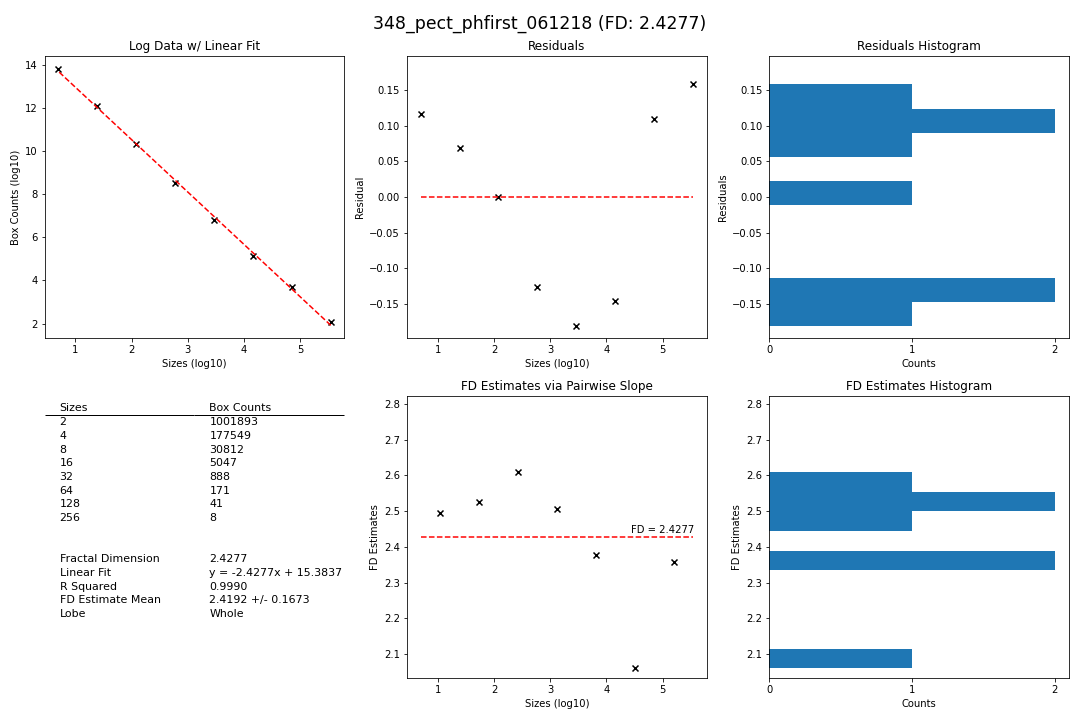 348_pect_phfirst_061218 (FD: 2.4277)
Log Data w/ Linear Fit
14
12
10
8
6
4
2
Box Counts (log10)
1 2 3 4 5
Sizes (log10)
Residuals
0.15
0.10
0.05
0.00
−0.05
−0.10
−0.15
Residual
1 2 3 4 5
Sizes (log10)
Residuals Histogram
0.15
0.10
0.05
0.00
−0.05
−0.10
−0.15
Residuals
0 1 2
Counts
Sizes Box Counts
2 1001893
4 177549
8 30812
16 5047
32 888
64 171
128 41
256 8
Fractal Dimension 2.4277
Linear Fit y = -2.4277x + 15.3837
R Squared 0.9990
FD Estimate Mean 2.4192 +/- 0.1673
Lobe Whole
FD Estimates via Pairwise Slope
2.8
2.7
2.6
2.5
2.4
2.3
2.2
2.1
FD Estimates
FD = 2.4277
1 2 3 4 5
Sizes (log10)
FD Estimates Histogram
2.8
2.7
2.6
2.5
2.4
2.3
2.2
2.1
FD Estimates
0 1 2
Counts